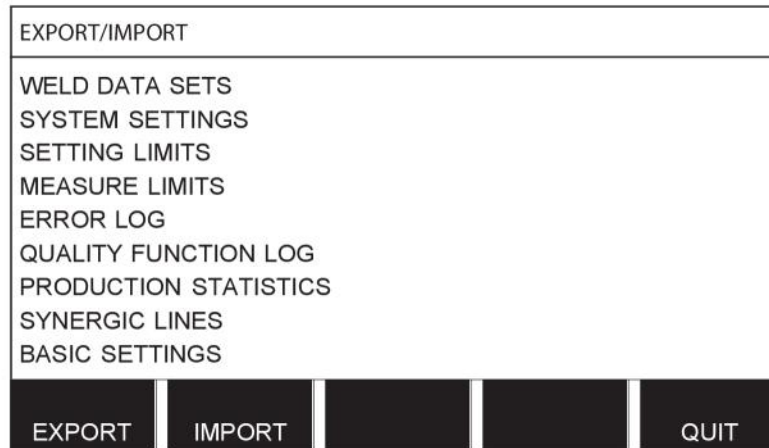 EXPORT/IMPORT
WELD DATA SETS
SYSTEM SETTINGS
SETTING LIMITS
MEASURE LIMITS
ERROR LOG
QUALITY FUNCTION LOG
PRODUCTION STATISTICS
SYNERGIC LINES
BASIC SETTINGS
EXPORT IMPORT QUIT